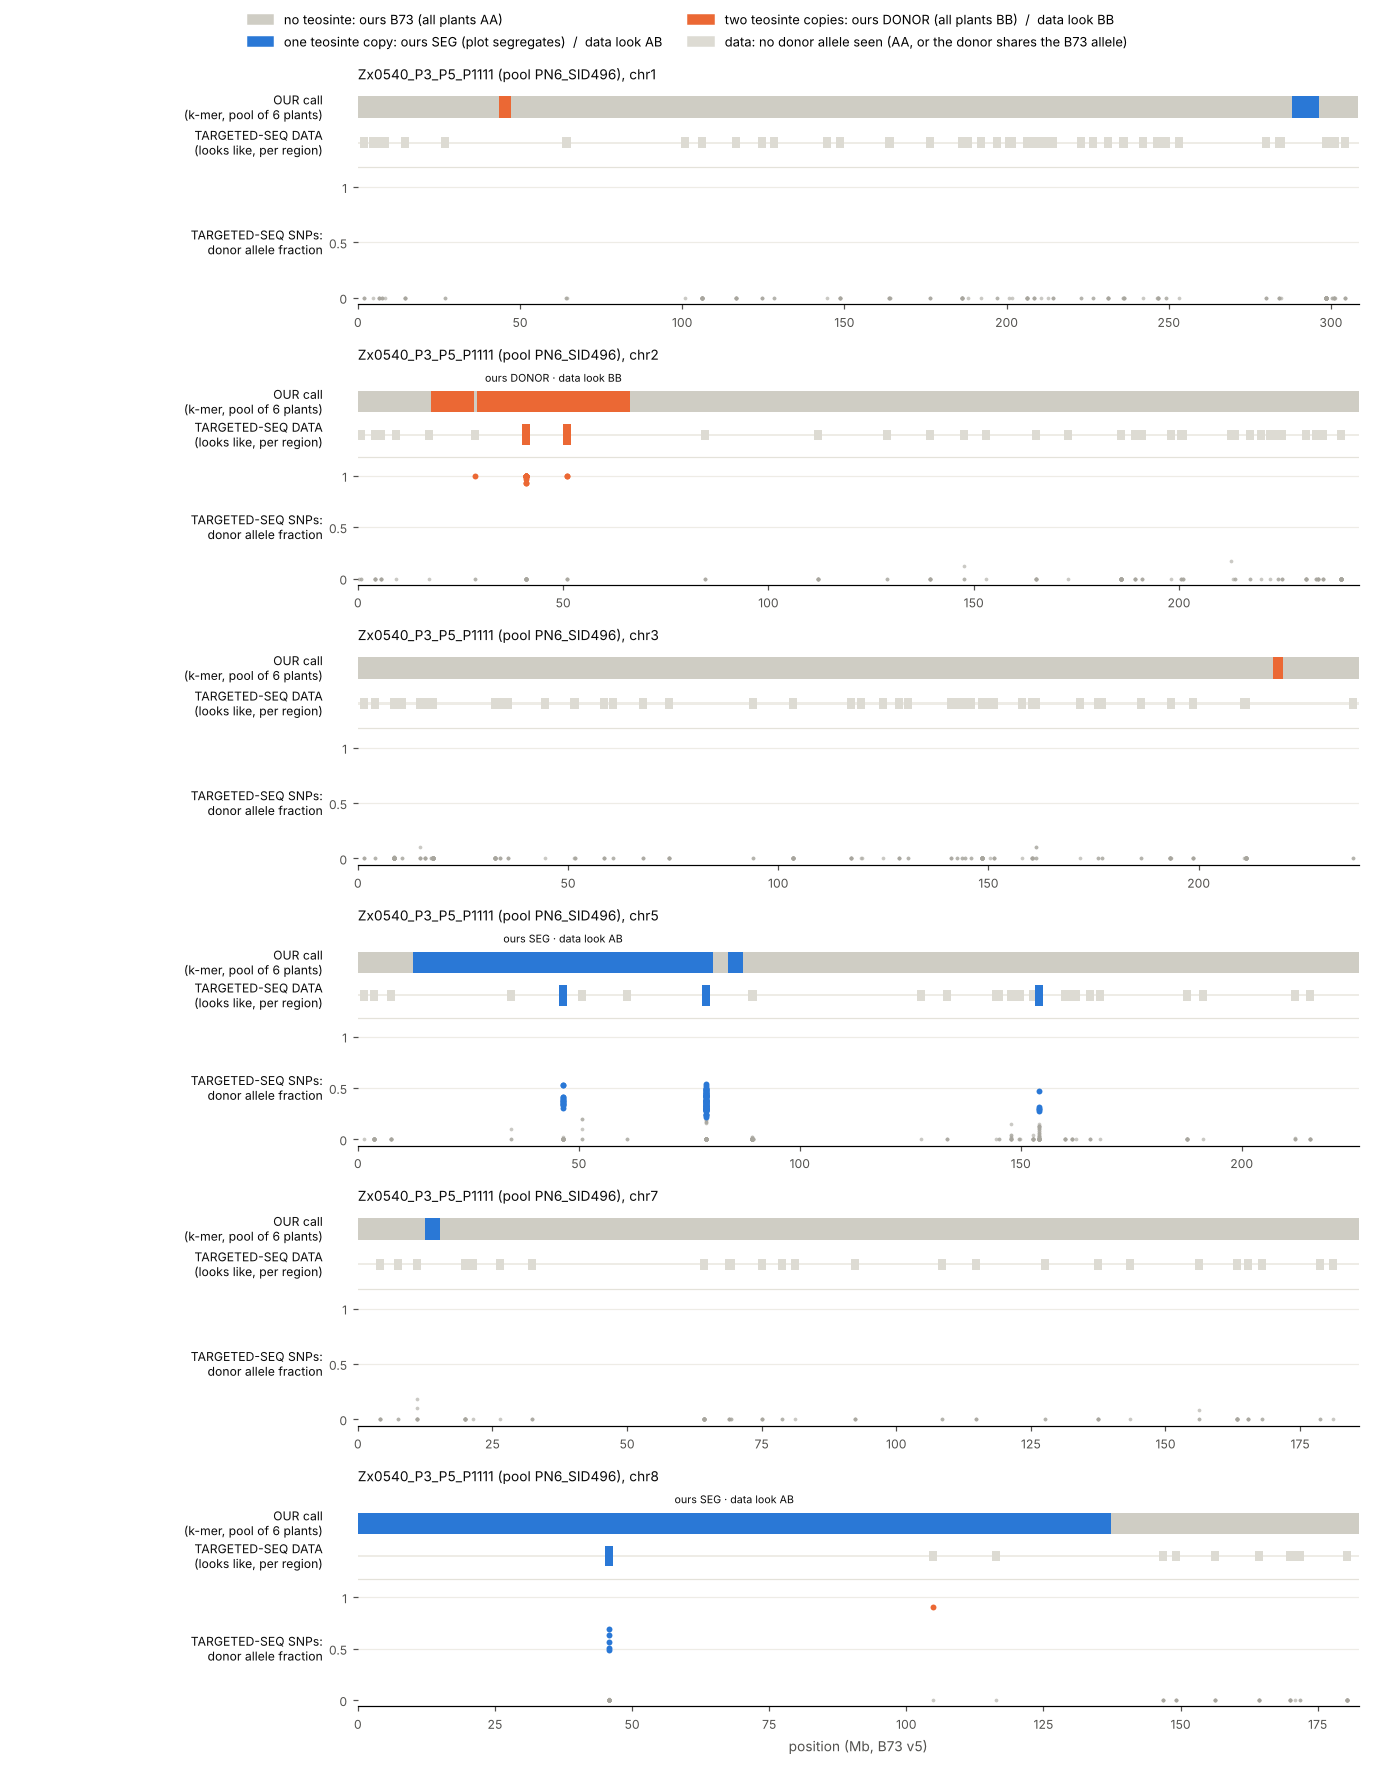 no teosinte: ours B73 (all plants AA)
two teosinte copies: ours DONOR (all plants BB)  /  data look BB
one teosinte copy: ours SEG (plot segregates)  /  data look AB
data: no donor allele seen (AA, or the donor shares the B73 allele)
Zx0540_P3_P5_P1111 (pool PN6_SID496), chr1
OUR call
(k-mer, pool of 6 plants)
TARGETED-SEQ DATA
(looks like, per region)
1
TARGETED-SEQ SNPs:
donor allele fraction
0.5
0
0 50 100 150 200 250 300
Zx0540_P3_P5_P1111 (pool PN6_SID496), chr2
ours DONOR · data look BB
OUR call
(k-mer, pool of 6 plants)
TARGETED-SEQ DATA
(looks like, per region)
1
TARGETED-SEQ SNPs:
donor allele fraction
0.5
0
0 50 100 150 200
Zx0540_P3_P5_P1111 (pool PN6_SID496), chr3
OUR call
(k-mer, pool of 6 plants)
TARGETED-SEQ DATA
(looks like, per region)
1
TARGETED-SEQ SNPs:
donor allele fraction
0.5
0
0 50 100 150 200
Zx0540_P3_P5_P1111 (pool PN6_SID496), chr5
ours SEG · data look AB
OUR call
(k-mer, pool of 6 plants)
TARGETED-SEQ DATA
(looks like, per region)
1
TARGETED-SEQ SNPs:
donor allele fraction
0.5
0
0 50 100 150 200
Zx0540_P3_P5_P1111 (pool PN6_SID496), chr7
OUR call
(k-mer, pool of 6 plants)
TARGETED-SEQ DATA
(looks like, per region)
1
TARGETED-SEQ SNPs:
donor allele fraction
0.5
0
0 25 50 75 100 125 150 175
Zx0540_P3_P5_P1111 (pool PN6_SID496), chr8
ours SEG · data look AB
OUR call
(k-mer, pool of 6 plants)
TARGETED-SEQ DATA
(looks like, per region)
1
TARGETED-SEQ SNPs:
donor allele fraction
0.5
0
0 25 50 75 100 125 150 175
position (Mb, B73 v5)